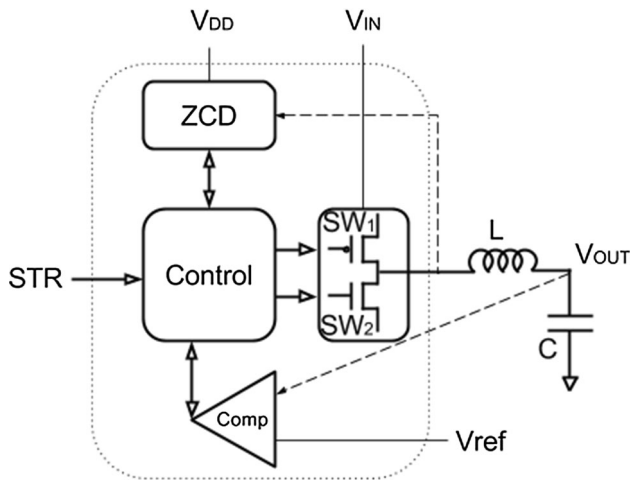 VDD VIN
ZCD
SW1
L
VOUT
STR
Control
SW2
C
Comp
Vref